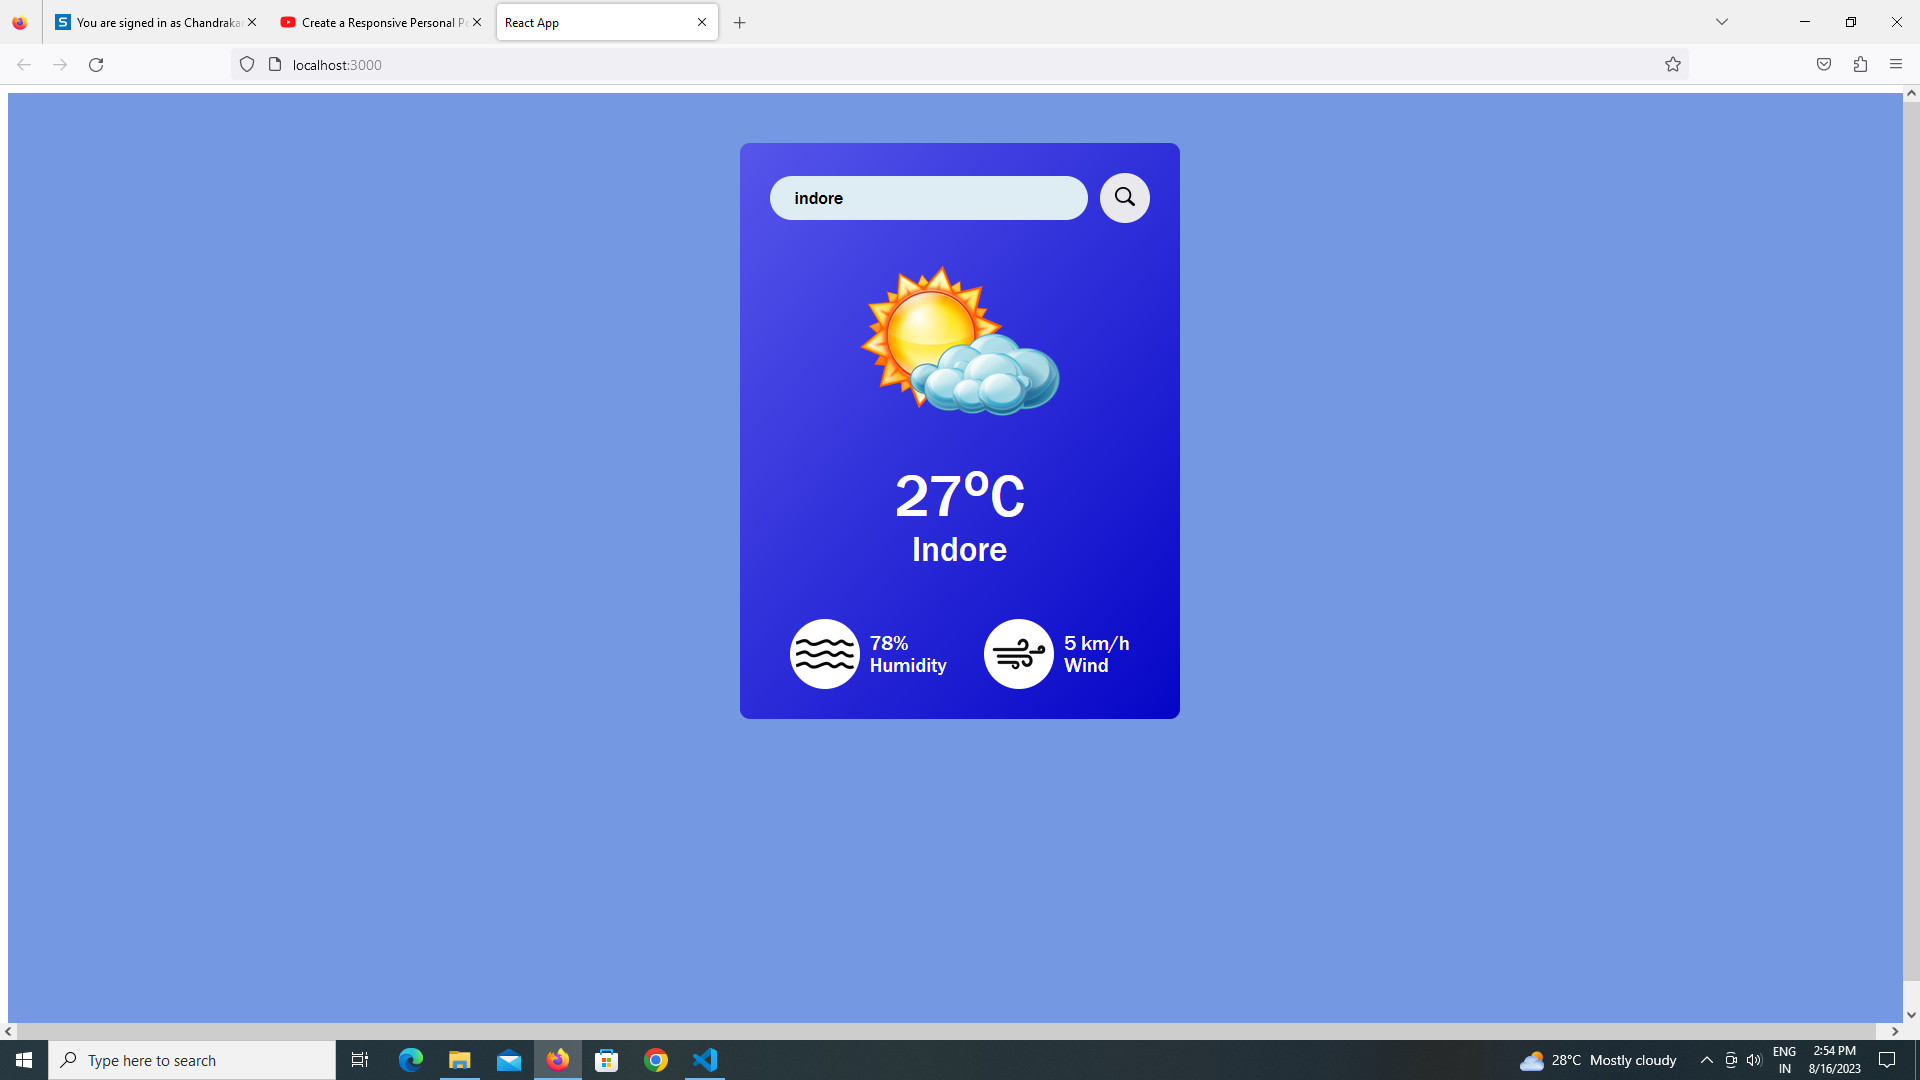 You are signed in as Chandraka
Create a Responsive Personal Po
React App
localhost:3000
indore
27°C
Indore
78%
Humidity
5 km/h
Wind
Type here to search
28°C Mostly cloudy
ENG
IN
2:54 PM
8/16/2023